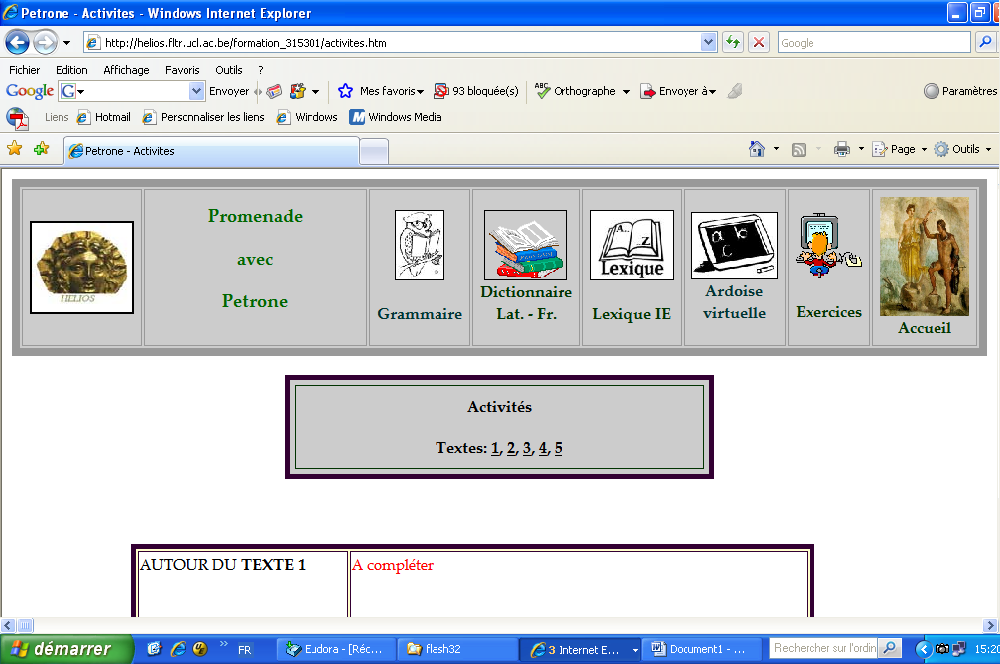 Petrone - Activites - Windows Internet Explorer
http://helios.fltr.ucl.ac.be/formation_315301/activites.htm
Google
Fichier Edition Affichage Favoris Outils ?
Google G Envoyer Mes favoris 93 bloquée(s) ABC Orthographe Envoyer à Paramètres
Liens Hotmail Personnaliser les liens Windows Windows Media
Petrone - Activites
Page Outils
HELIOS
Promenade
avec
Petrone
Grammaire
Dictionnaire
Lat. - Fr.
A.. Z
Lexique
Lexique IE
a b
c
Ardoise
virtuelle
Exercices
Accueil
Activités
Textes: 1, 2, 3, 4, 5
AUTOUR DU TEXTE 1
A compléter
démarrer
FR
Eudora - [Réc...
flash32
3 Internet E...
Document1 - ...
Rechercher sur l'ordin
15:20